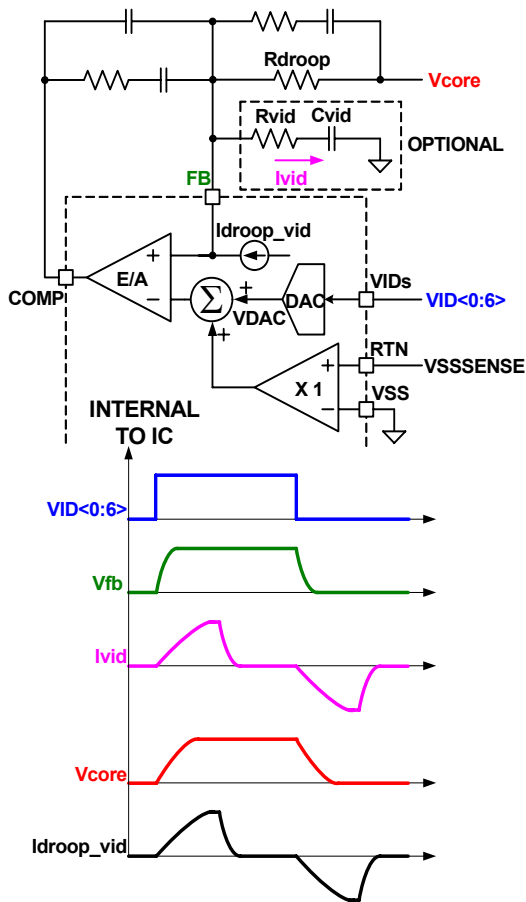 Rdroop
Vcore
Rvid
Cvid
OPTIONAL
Ivid
FB
Idroop_vid
+
E/A
−
COMP
Σ
+
+
VDAC
DAC
VIDs
VID<0:6>
RTN
VSSSENSE
+
X 1
−
VSS
INTERNAL
TO IC
VID<0:6>
Vfb
Ivid
Vcore
Idroop_vid